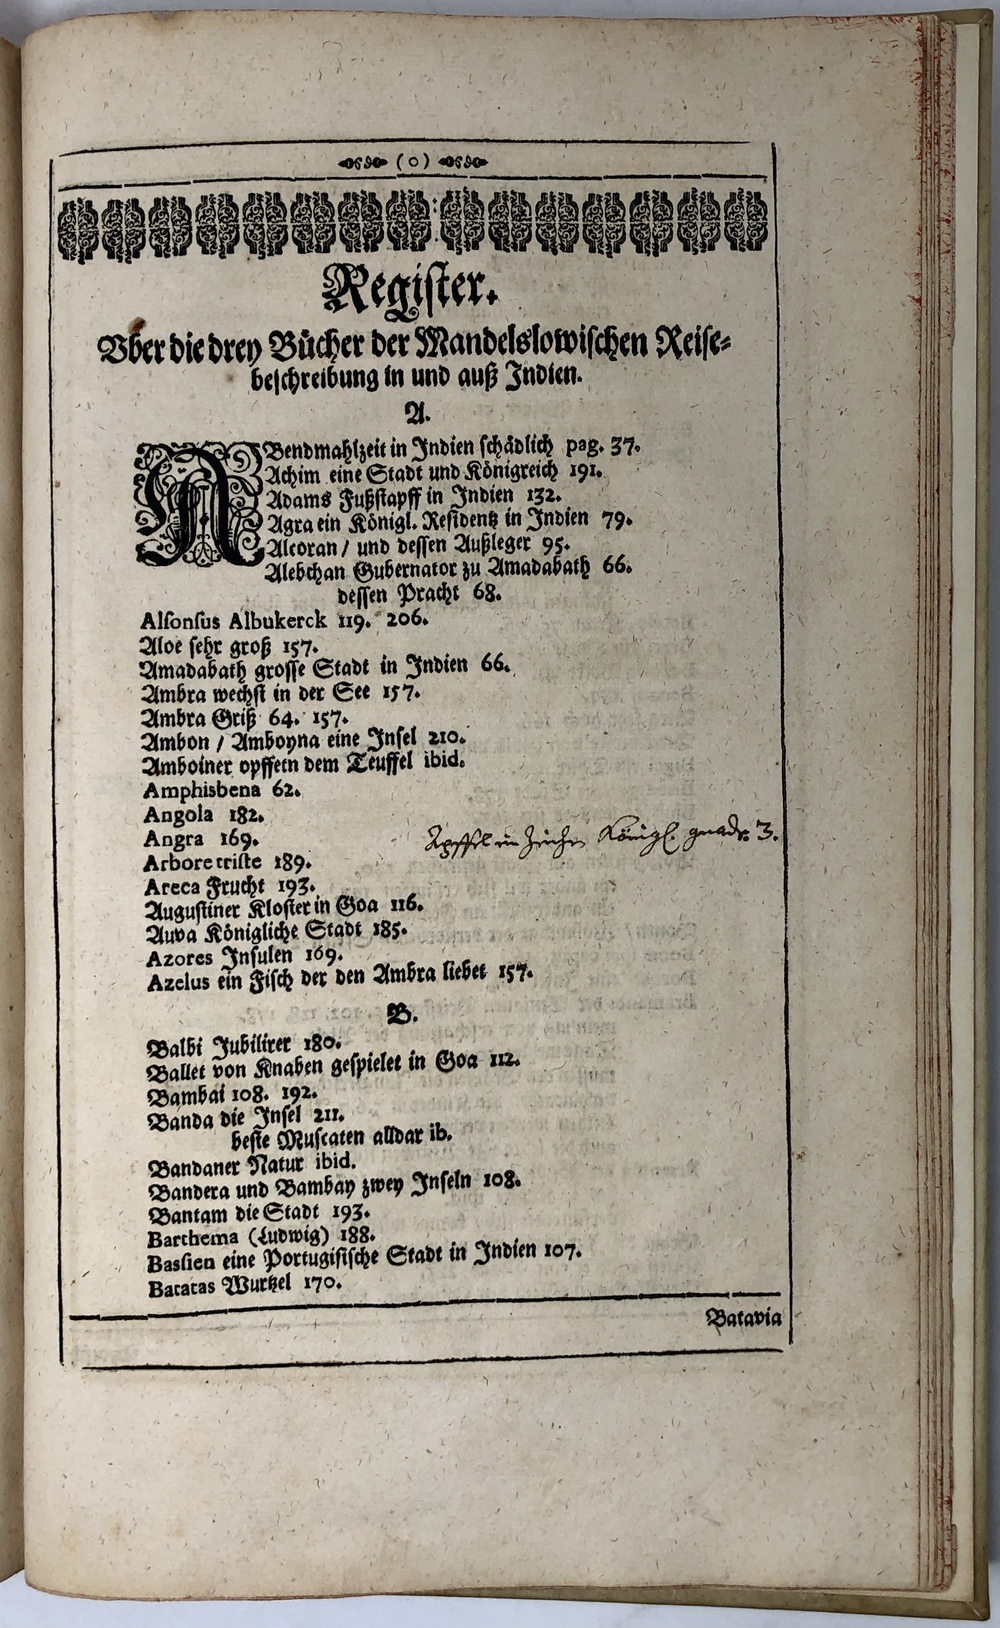 (o)
Register.
Vber die drey Bücher der Mandelslowischen Reise-
beschreibung in und auß Indien.
A.
ABendmahlzeit in Indien schädlich pag. 37.
Achim eine Stadt und Königreich 191.
Adams Fußstapff in Indien 132.
Agra ein Königl. Residentz in Indien 79.
Alcoran / und dessen Außleger 95.
Alebchan Gubernator zu Amadabath 66.
dessen Pracht 68.
Alfonsus Albukerck 119. 206.
Aloe sehr groß 157.
Amadabath grosse Stadt in Indien 66.
Ambra wechst in der See 157.
Ambra Griß 64. 157.
Ambon / Amboyna eine Insel 210.
Amboiner opffern dem Teuffel ibid.
Amphisbena 62.
Angola 182.
Angra 169.
Apffel ein Zeichen Königl. gnade 3.
Arbore triste 189.
Areca Frucht 193.
Augustiner Kloster in Goa 116.
Auva Königliche Stadt 185.
Azores Insulen 169.
Azelus ein Fisch der den Ambra liebet 157.
B.
Balbi Jubilirer 180.
Ballet von Knaben gespielet in Goa 112.
Bambai 108. 192.
Banda die Insel 211.
beste Muscaten alldar ib.
Bandaner Natur ibid.
Bandera und Bambay zwey Inseln 108.
Bantam die Stadt 193.
Barthema (Ludwig) 188.
Bassien eine Portugisische Stadt in Indien 107.
Batatas Wurtzel 170.
Batavia